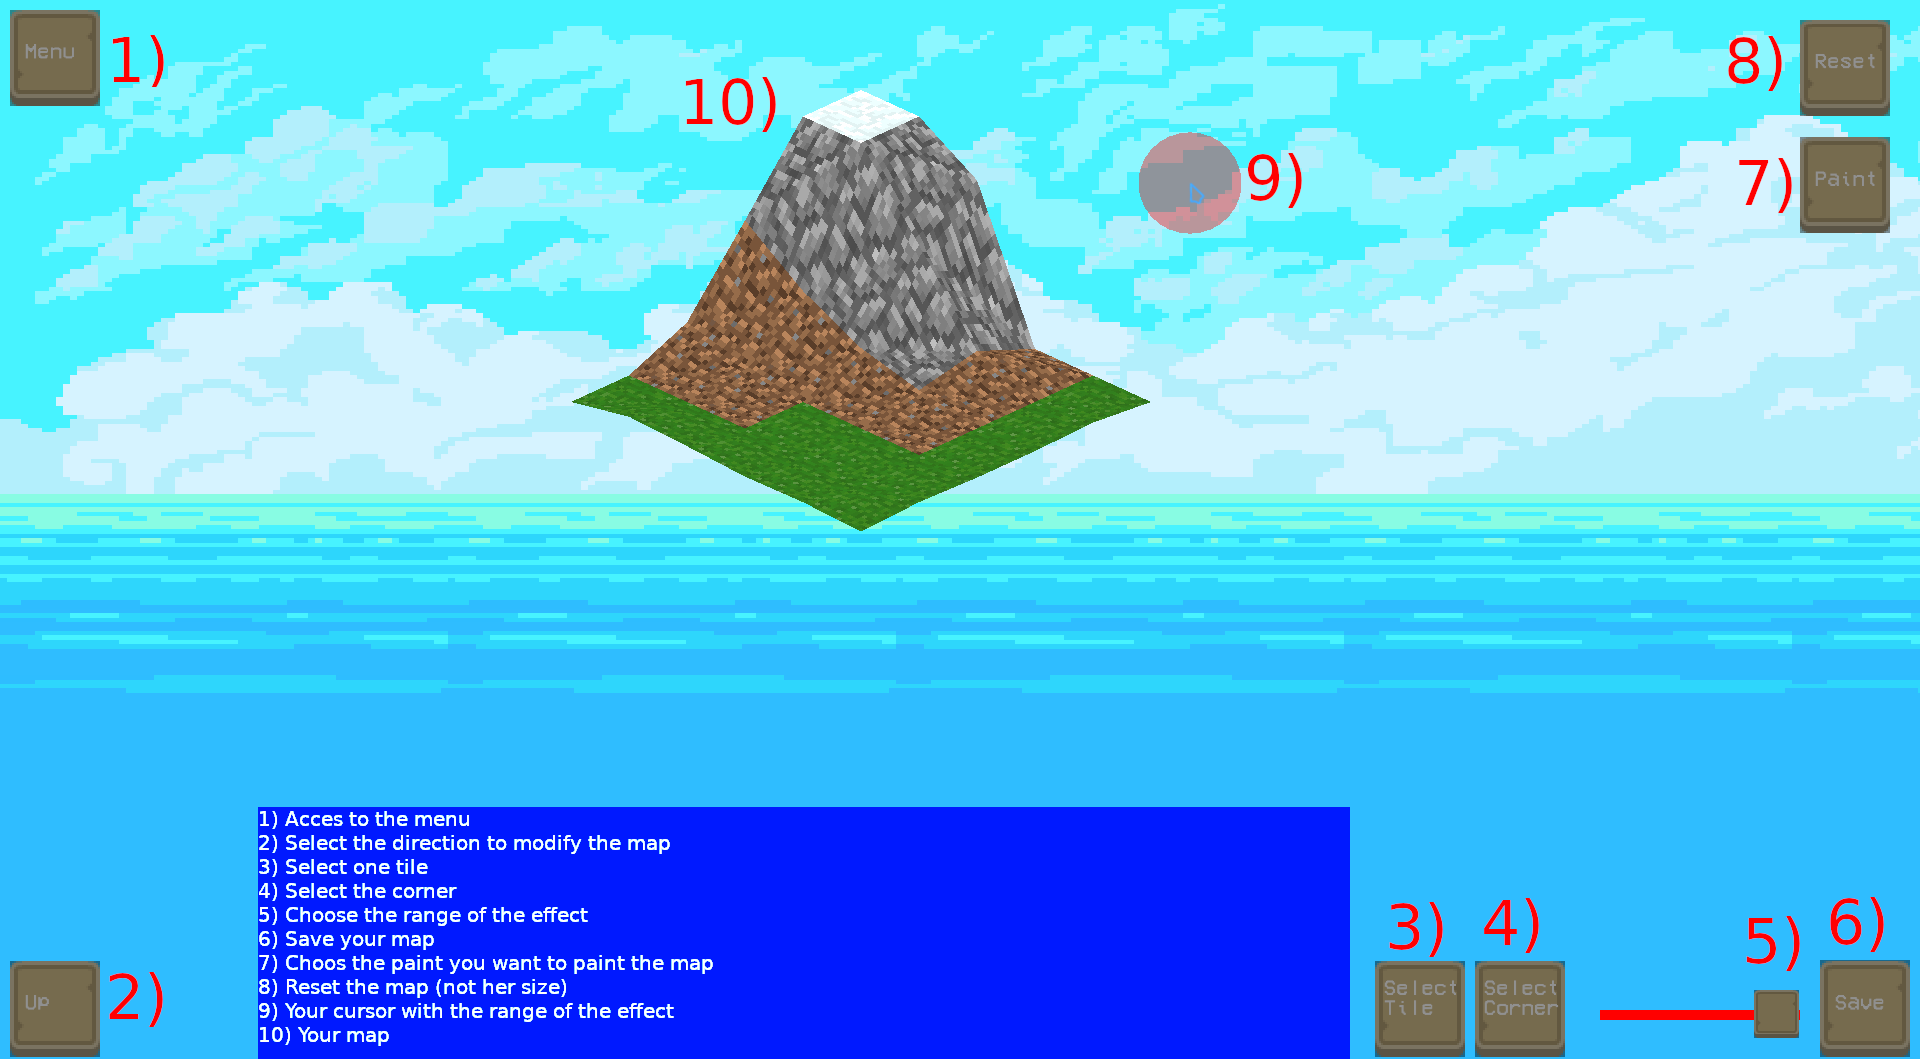 Menu
1)
10)
8)
Reset
9)
7)
Paint
1) Acces to the menu
2) Select the direction to modify the map
3) Select one tile
4) Select the corner
5) Choose the range of the effect
6) Save your map
7) Choos the paint you want to paint the map
8) Reset the map (not her size)
9) Your cursor with the range of the effect
10) Your map
Up
2)
3)
4)
5)
6)
Select
Tile
Select
Corner
Save